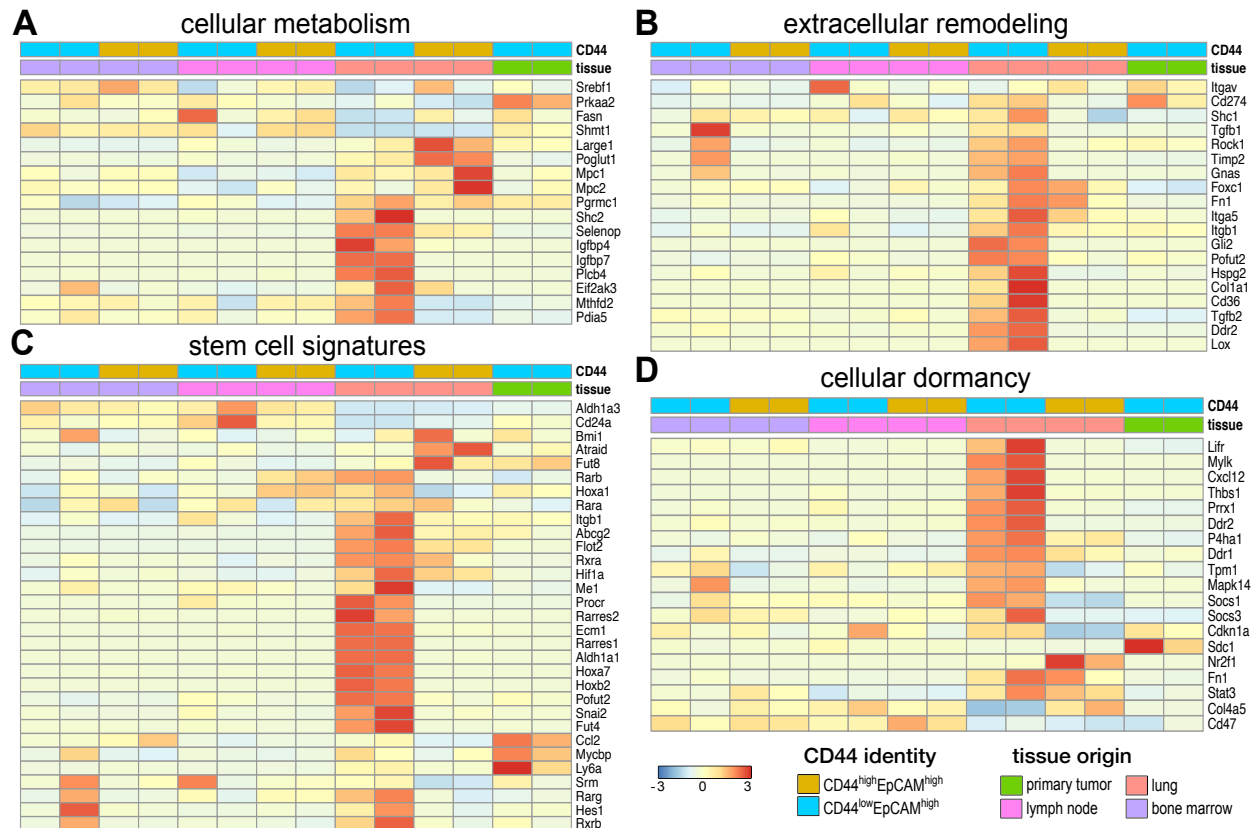 A
cellular metabolism
CD44
tissue
Srebf1
Prkaa2
Fasn
Shmt1
Large1
Poglut1
Mpc1
Mpc2
Pgrmc1
Shc2
Selenop
Igfbp4
Igfbp7
Plcb4
Eif2ak3
Mthfd2
Pdia5
B
extracellular remodeling
CD44
tissue
Itgav
Cd274
Shc1
Tgfb1
Rock1
Timp2
Gnas
Foxc1
Fn1
Itga5
Itgb1
Gli2
Pofut2
Hspg2
Col1a1
Cd36
Tgfb2
Ddr2
Lox
C
stem cell signatures
CD44
tissue
Aldh1a3
Cd24a
Bmi1
Atraid
Fut8
Rarb
Hoxa1
Rara
Itgb1
Abcg2
Flot2
Rxra
Hif1a
Me1
Procr
Rarres2
Ecm1
Rarres1
Aldh1a1
Hoxa7
Hoxb2
Pofut2
Snai2
Fut4
Ccl2
Mycbp
Ly6a
Srm
Rarg
Hes1
Rxrb
D
cellular dormancy
CD44
tissue
Lifr
Mylk
Cxcl12
Thbs1
Prrx1
Ddr2
P4ha1
Ddr1
Tpm1
Mapk14
Socs1
Socs3
Cdkn1a
Sdc1
Nr2f1
Fn1
Stat3
Col4a5
Cd47
-3 0 3
CD44 identity
CD44highEpCAMhigh
CD44lowEpCAMhigh
tissue origin
primary tumor
lung
lymph node
bone marrow